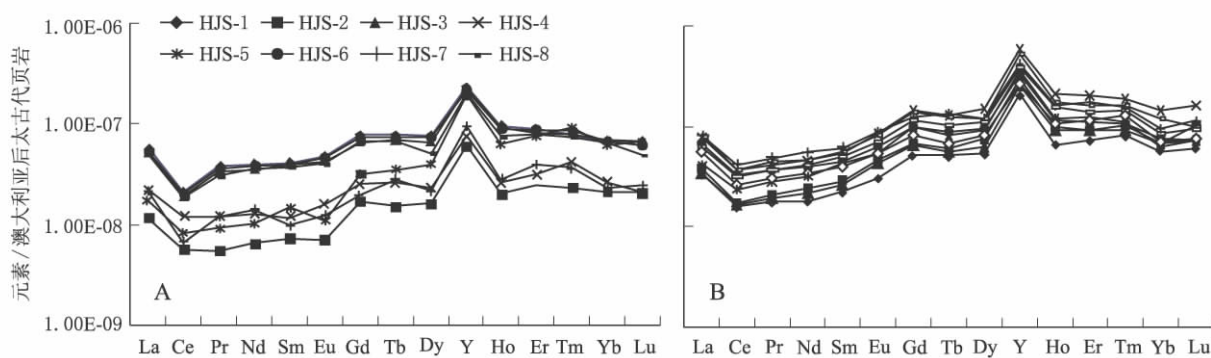 元素/澳大利亚后太古代页岩
1.00E-06
1.00E-07
1.00E-08
1.00E-09
HJS-1 HJS-2 HJS-3 HJS-4
HJS-5 HJS-6 HJS-7 HJS-8
A
B
La Ce Pr Nd Sm Eu Gd Tb Dy Y Ho Er Tm Yb Lu
La Ce Pr Nd Sm Eu Gd Tb Dy Y Ho Er Tm Yb Lu